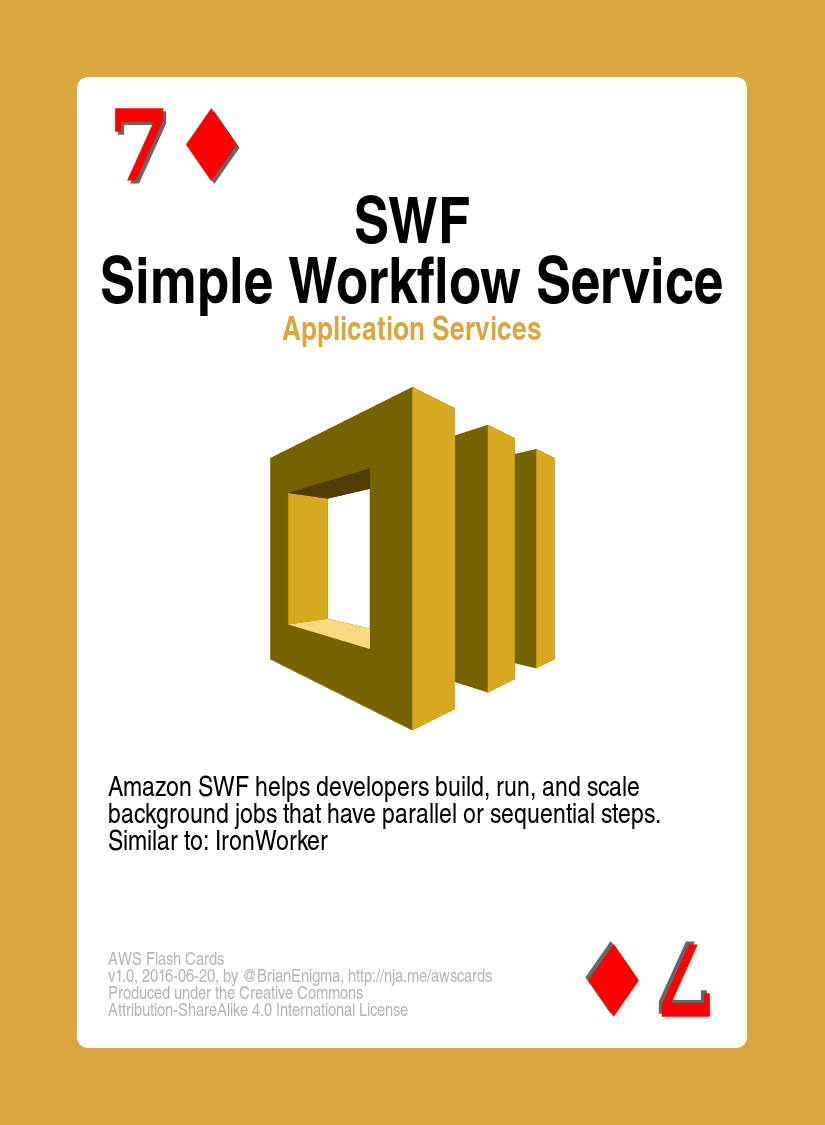 7♦
SWF
Simple Workflow Service
Application Services
Amazon SWF helps developers build, run, and scale
background jobs that have parallel or sequential steps.
Similar to: IronWorker
AWS Flash Cards
v1.0, 2016-06-20, by @BrianEnigma, http://nja.me/awscards
Produced under the Creative Commons
Attribution-ShareAlike 4.0 International License
7♦